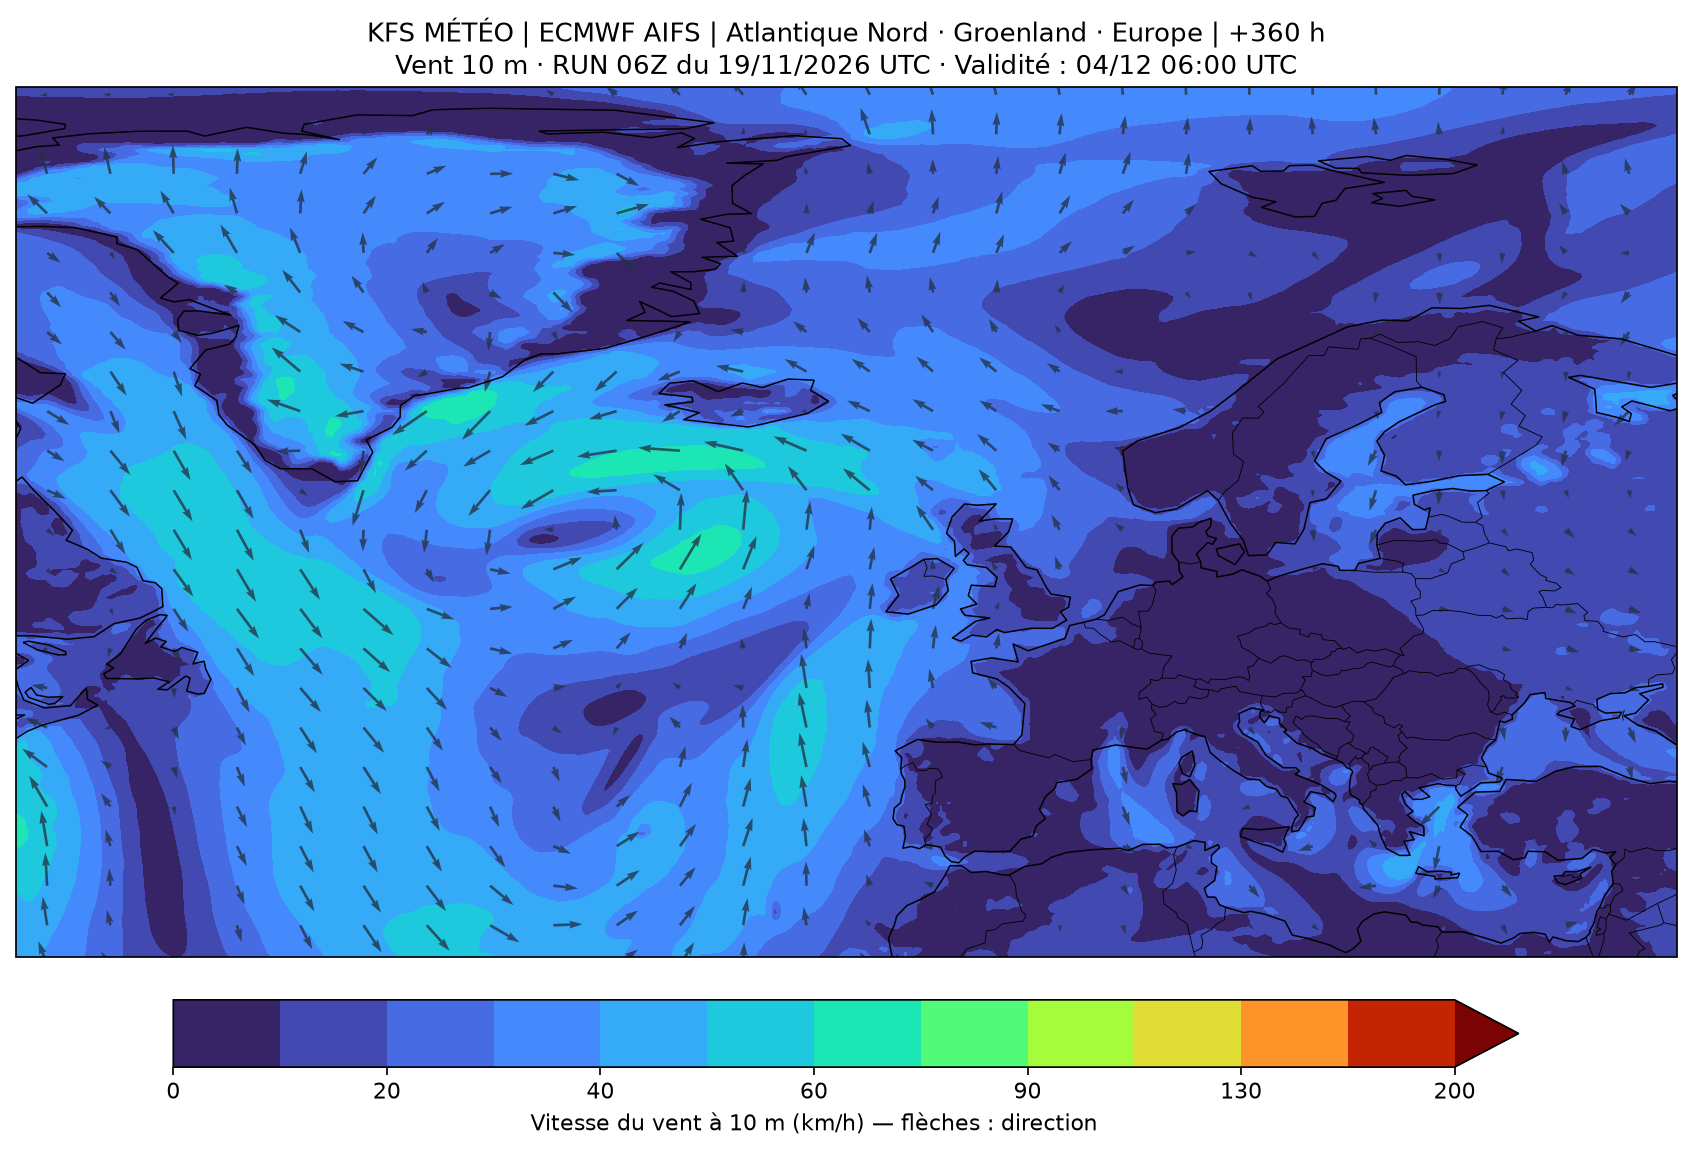 KFS MÉTÉO | ECMWF AIFS | Atlantique Nord · Groenland · Europe | +360 h
Vent 10 m · RUN 06Z du 19/11/2026 UTC · Validité : 04/12 06:00 UTC
0 20 40 60 90 130 200
Vitesse du vent à 10 m (km/h) — flèches : direction